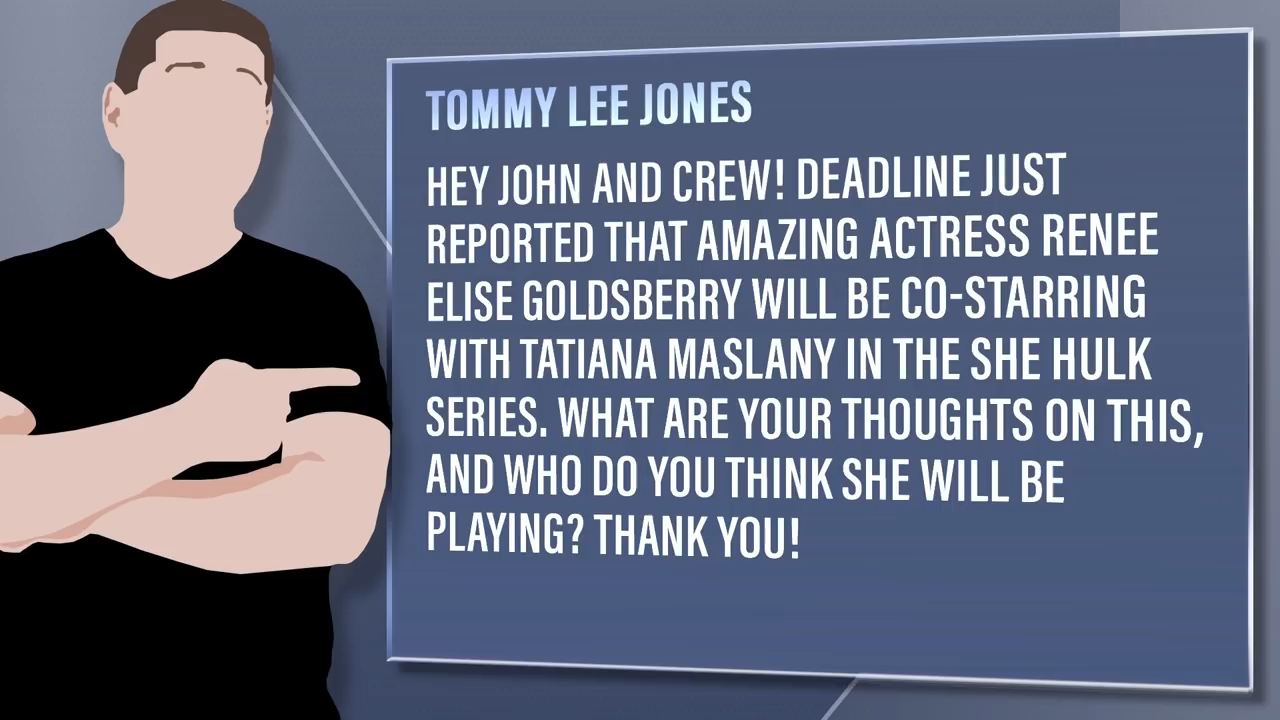 TOMMY LEE JONES
HEY JOHN AND CREW! DEADLINE JUST
REPORTED THAT AMAZING ACTRESS RENEE
ELISE GOLDSBERRY WILL BE CO-STARRING
WITH TATIANA MASLANY IN THE SHE HULK
SERIES. WHAT ARE YOUR THOUGHTS ON THIS,
AND WHO DO YOU THINK SHE WILL BE
PLAYING? THANK YOU!